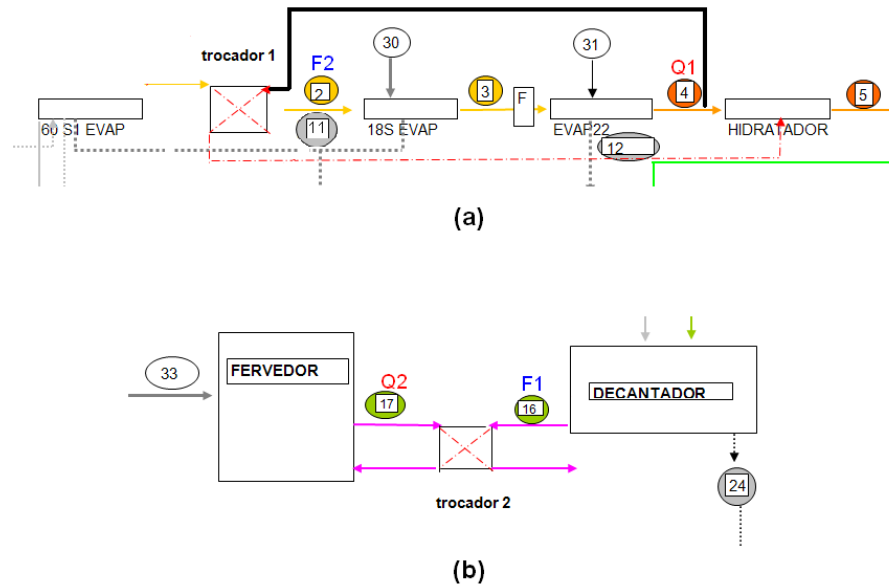 trocador 1
F2
30
31
Q1
2
3
F
4
5
11
60 S1 EVAP
18S EVAP
EVAP22
12
HIDRATADOR
(a)
33
FERVEDOR
Q2
17
F1
16
DECANTADOR
trocador 2
24
(b)